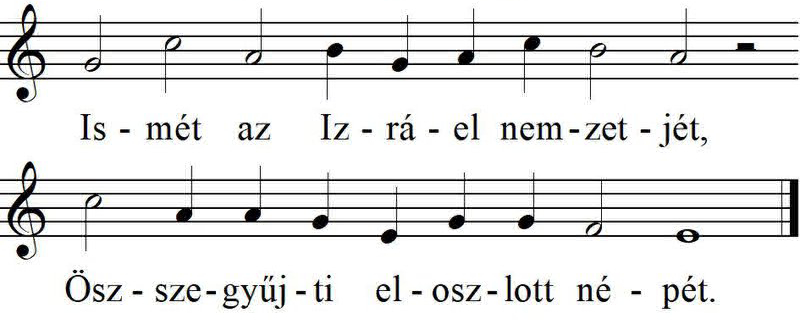 Is - mét az Iz - rá - el nem - zet - jét,
Ösz - sze - gyűj - ti el - osz - lott né - pét.